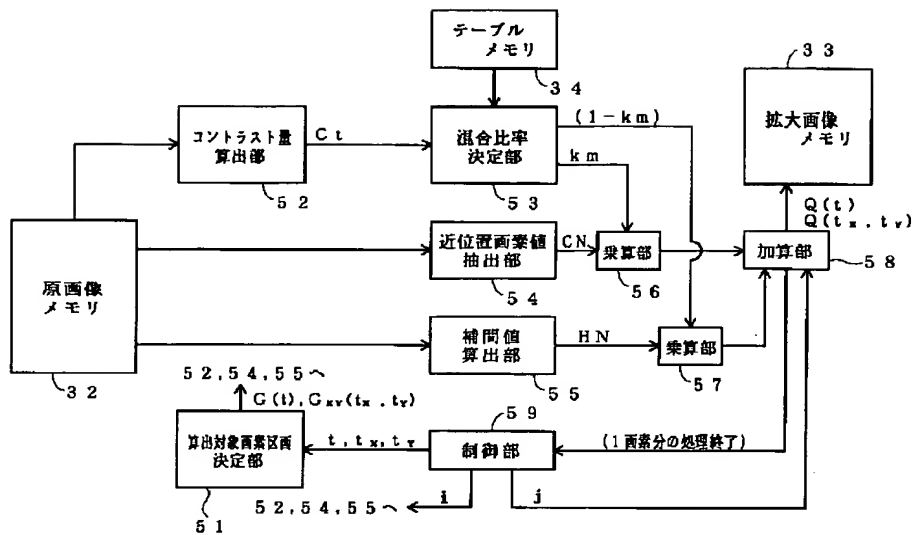 テーブル
メモリ
34
33
拡大画像
メモリ
コントラスト量
算出部
52
Ct
混合比率
決定部
53
(1-km)
km
Q(t)
Q(tX, tY)
原画像
メモリ
32
近位置画素値
抽出部
54
CN
乗算部
56
加算部
58
補間値
算出部
55
HN
乗算部
57
52,54,55へ
G(t), GXY(tX, tY)
算出対象画素区画
決定部
51
t, tX, tY
59
制御部
(1画素分の処理終了)
i
j
52,54,55へ